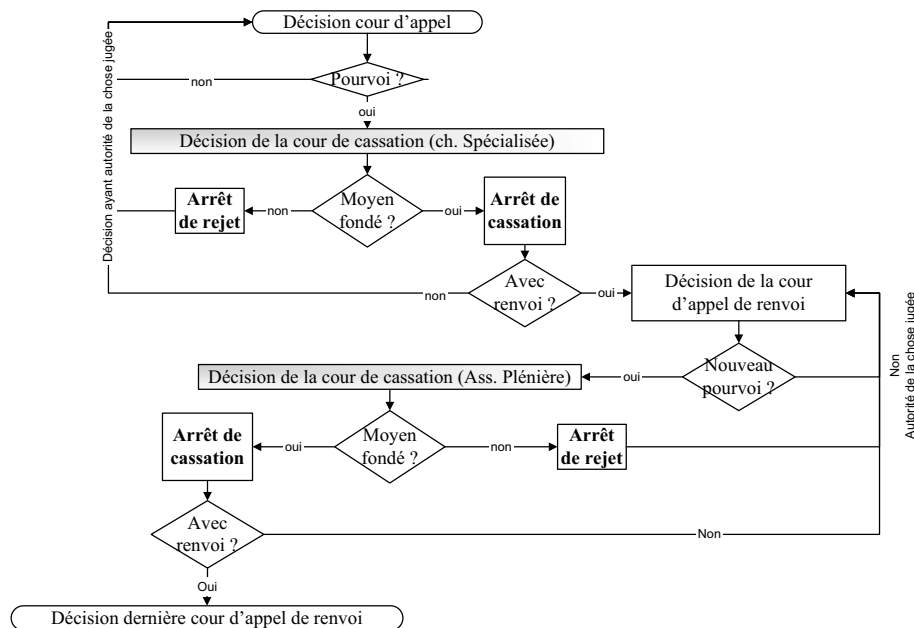 Décision cour d’appel
Pourvoi ?
non
oui
Décision ayant autorité de la chose jugée
Décision de la cour de cassation (ch. Spécialisée)
Arrêt
de rejet
non
Moyen
fondé ?
oui
Arrêt de
cassation
non
Avec
renvoi ?
oui
Décision de la cour
d’appel de renvoi
Non
Autorité de la chose jugée
Décision de la cour de cassation (Ass. Plénière)
oui
Nouveau
pourvoi ?
Arrêt de
cassation
oui
Moyen
fondé ?
non
Arrêt
de rejet
Avec
renvoi ?
Non
Oui
Décision dernière cour d’appel de renvoi